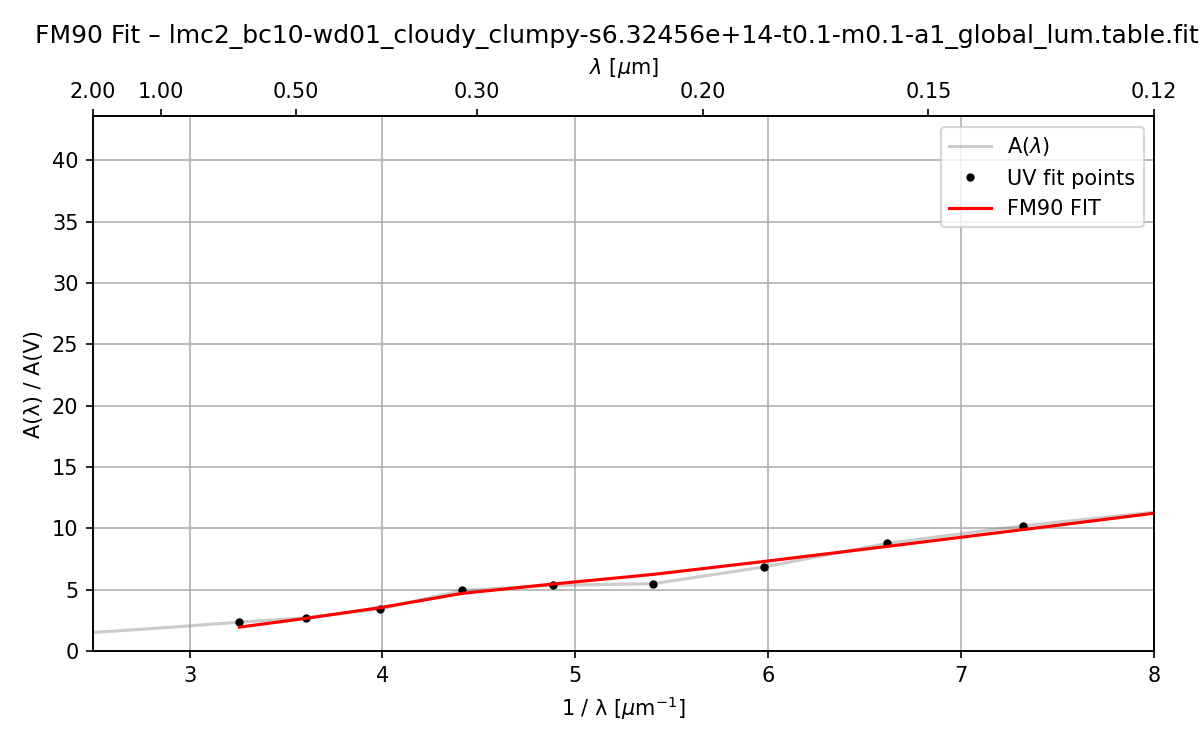 FM90 Fit – lmc2_bc10-wd01_cloudy_clumpy-s6.32456e+14-t0.1-m0.1-a1_global_lum.table.fit
λ [μm]
2.00 1.00 0.50 0.30 0.20 0.15 0.12
A(λ)
UV fit points
FM90 FIT
40
35
30
25
20
15
10
5
0
A(λ) / A(V)
3 4 5 6 7 8
1 / λ [μm⁻¹]